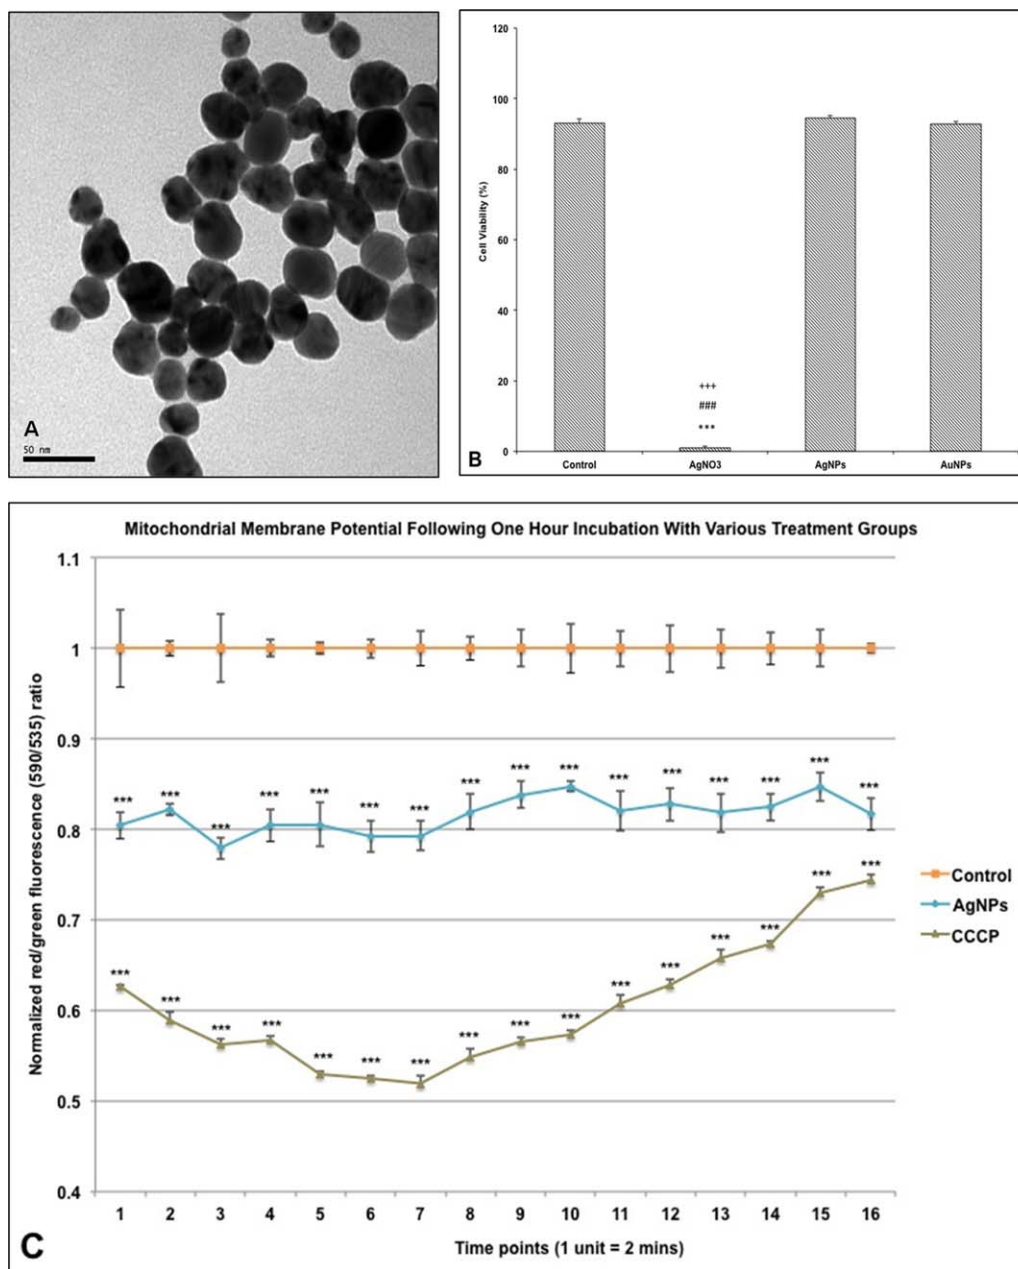 A
50 nm
120
100
80
60
40
20
0
Cell Viability (%)
+++
###
***
Control AgNO3 AgNPs AuNPs
B
Mitochondrial Membrane Potential Following One Hour Incubation With Various Treatment Groups
Normalized red/green fluorescence (590/535) ratio
1.1
1
0.9
0.8
0.7
0.6
0.5
0.4
*** *** *** *** *** *** *** *** *** *** *** *** *** *** *** ***
*** *** *** *** *** *** *** *** *** *** *** *** *** *** *** ***
Control
AgNPs
CCCP
1 2 3 4 5 6 7 8 9 10 11 12 13 14 15 16
Time points (1 unit = 2 mins)
C